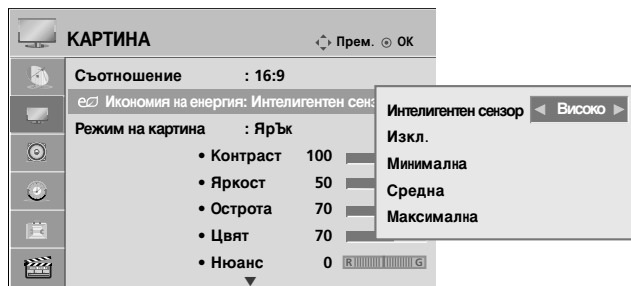 КАРТИНА
Прем. OK
Съотношение : 16:9
Икономия на енергия: Интелигентен
Режим на картина : ЯрЪк
• Контраст 100
• Яркост 50
• Острота 70
• Цвят 70
• Нюанс 0 R G
Интелигентен сензор ◄ Високо ►
Изкл.
Минимална
Средна
Максимална